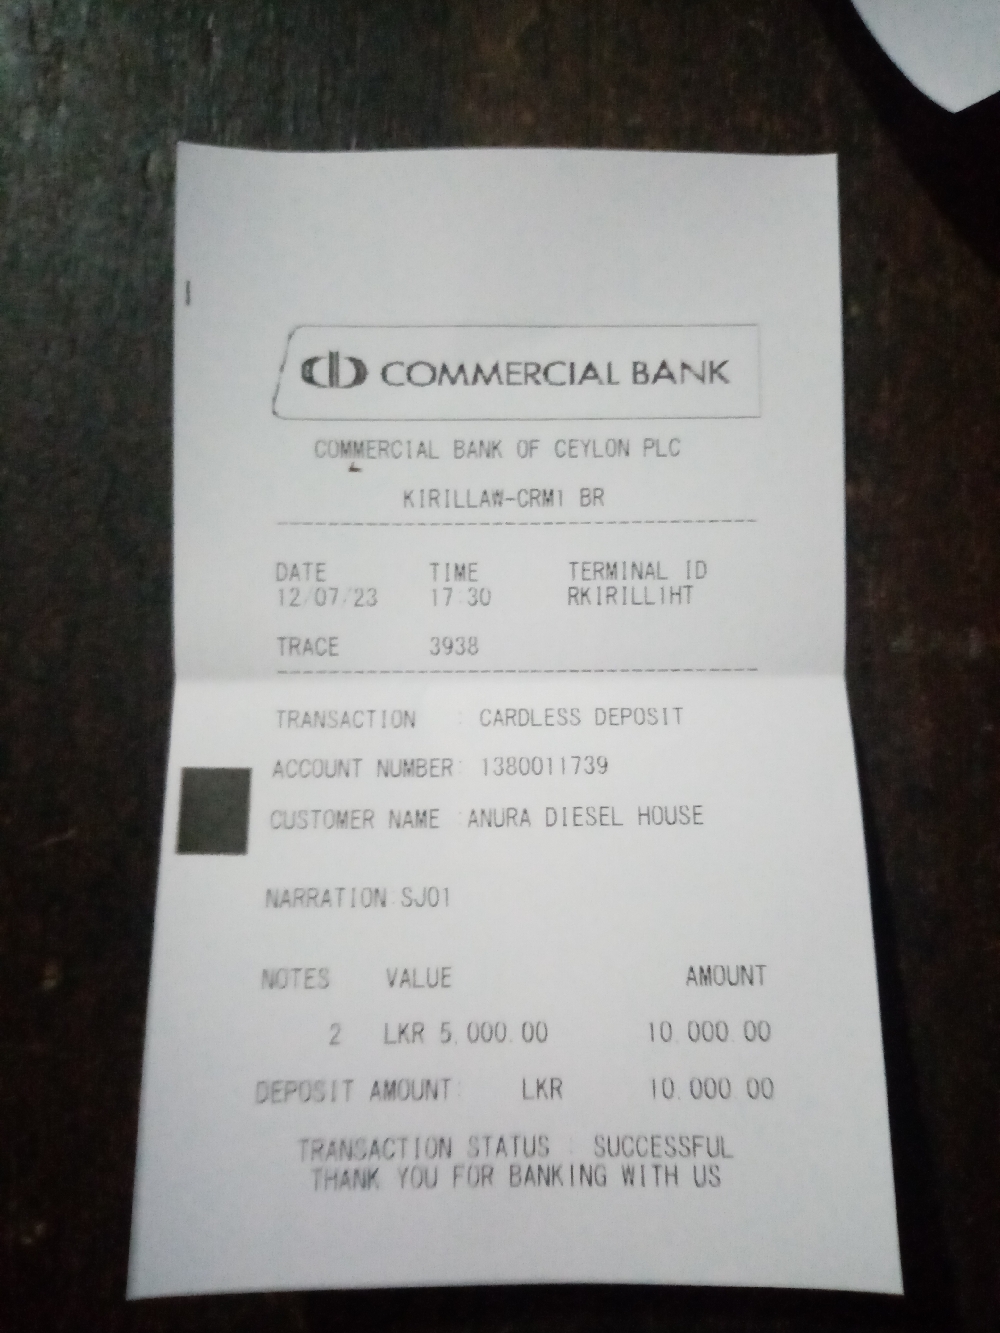 COMMERCIAL BANK
COMMERCIAL BANK OF CEYLON PLC
KIRILLAW-CRM1 BR
DATE TIME TERMINAL ID
12/07/23 17:30 RKIRILL1HT
TRACE 3938
TRANSACTION : CARDLESS DEPOSIT
ACCOUNT NUMBER: 1380011739
CUSTOMER NAME :ANURA DIESEL HOUSE
NARRATION:SJ01
NOTES VALUE AMOUNT
2 LKR 5,000.00 10,000.00
DEPOSIT AMOUNT: LKR 10,000.00
TRANSACTION STATUS : SUCCESSFUL
THANK YOU FOR BANKING WITH US